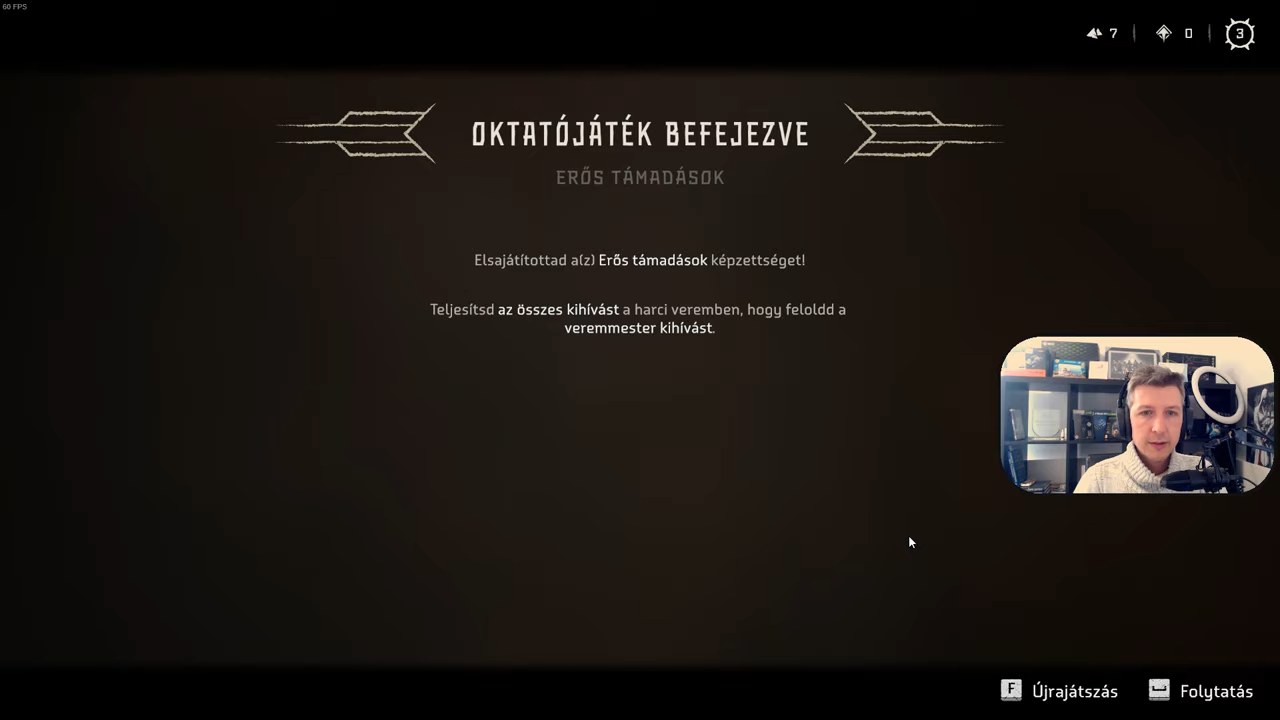 60 FPS
7
0
3
OKTATÓJÁTÉK BEFEJEZVE
ERŐS TÁMADÁSOK
Elsajátítottad a(z) Erős támadások képzettséget!
Teljesítsd az összes kihívást a harci veremben, hogy feloldd a
veremmester kihívást.
F Újrajátszás
Folytatás